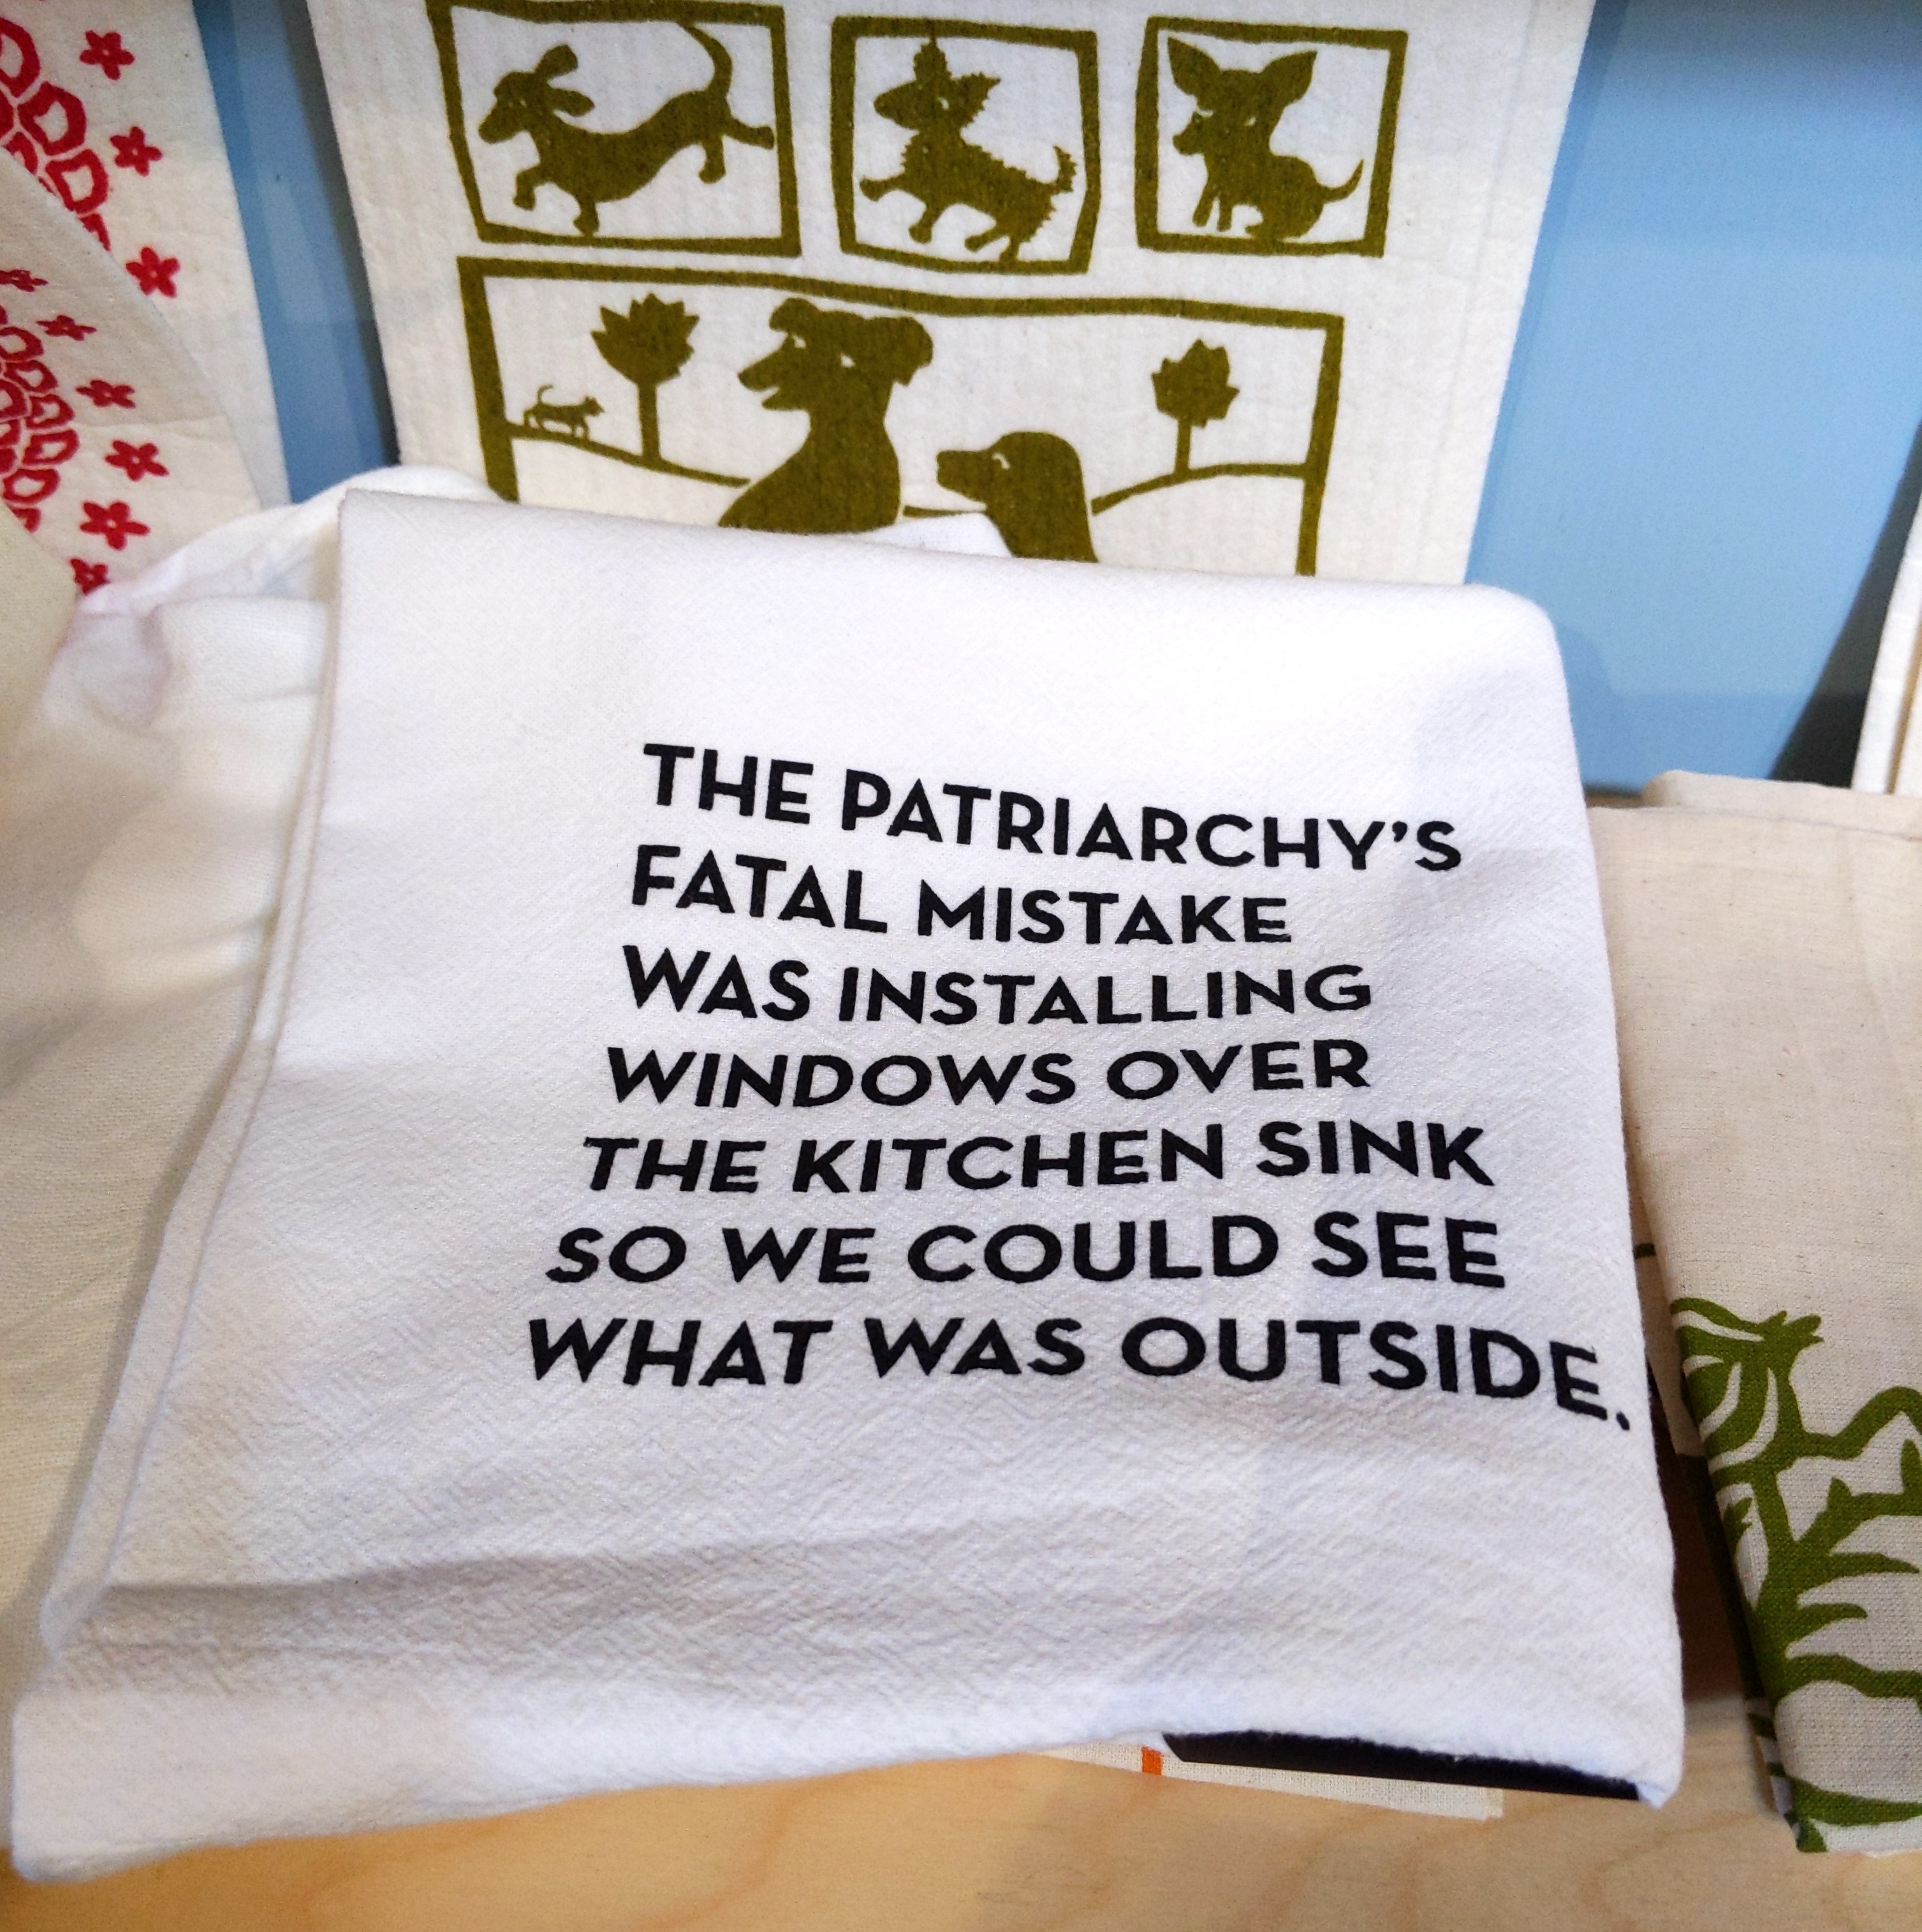 THE PATRIARCHY'S
FATAL MISTAKE
WAS INSTALLING
WINDOWS OVER
THE KITCHEN SINK
SO WE COULD SEE
WHAT WAS OUTSIDE.